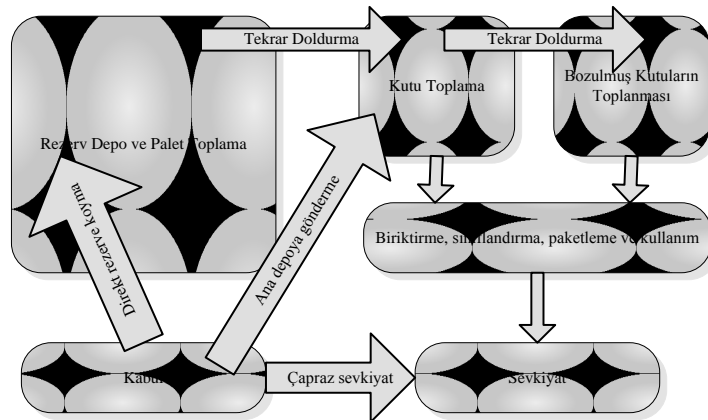 Tekrar Doldurma
Tekrar Doldurma
Kutu Toplama
Bozulmuş Kutuların
Toplanması
Rezerv Depo ve Palet Toplama
Direkt rezerve koyma
Ana depoya gönderme
Biriktirme, sınıflandırma, paketleme ve kullanım
Kabul
Çapraz sevkiyat
Sevkiyat